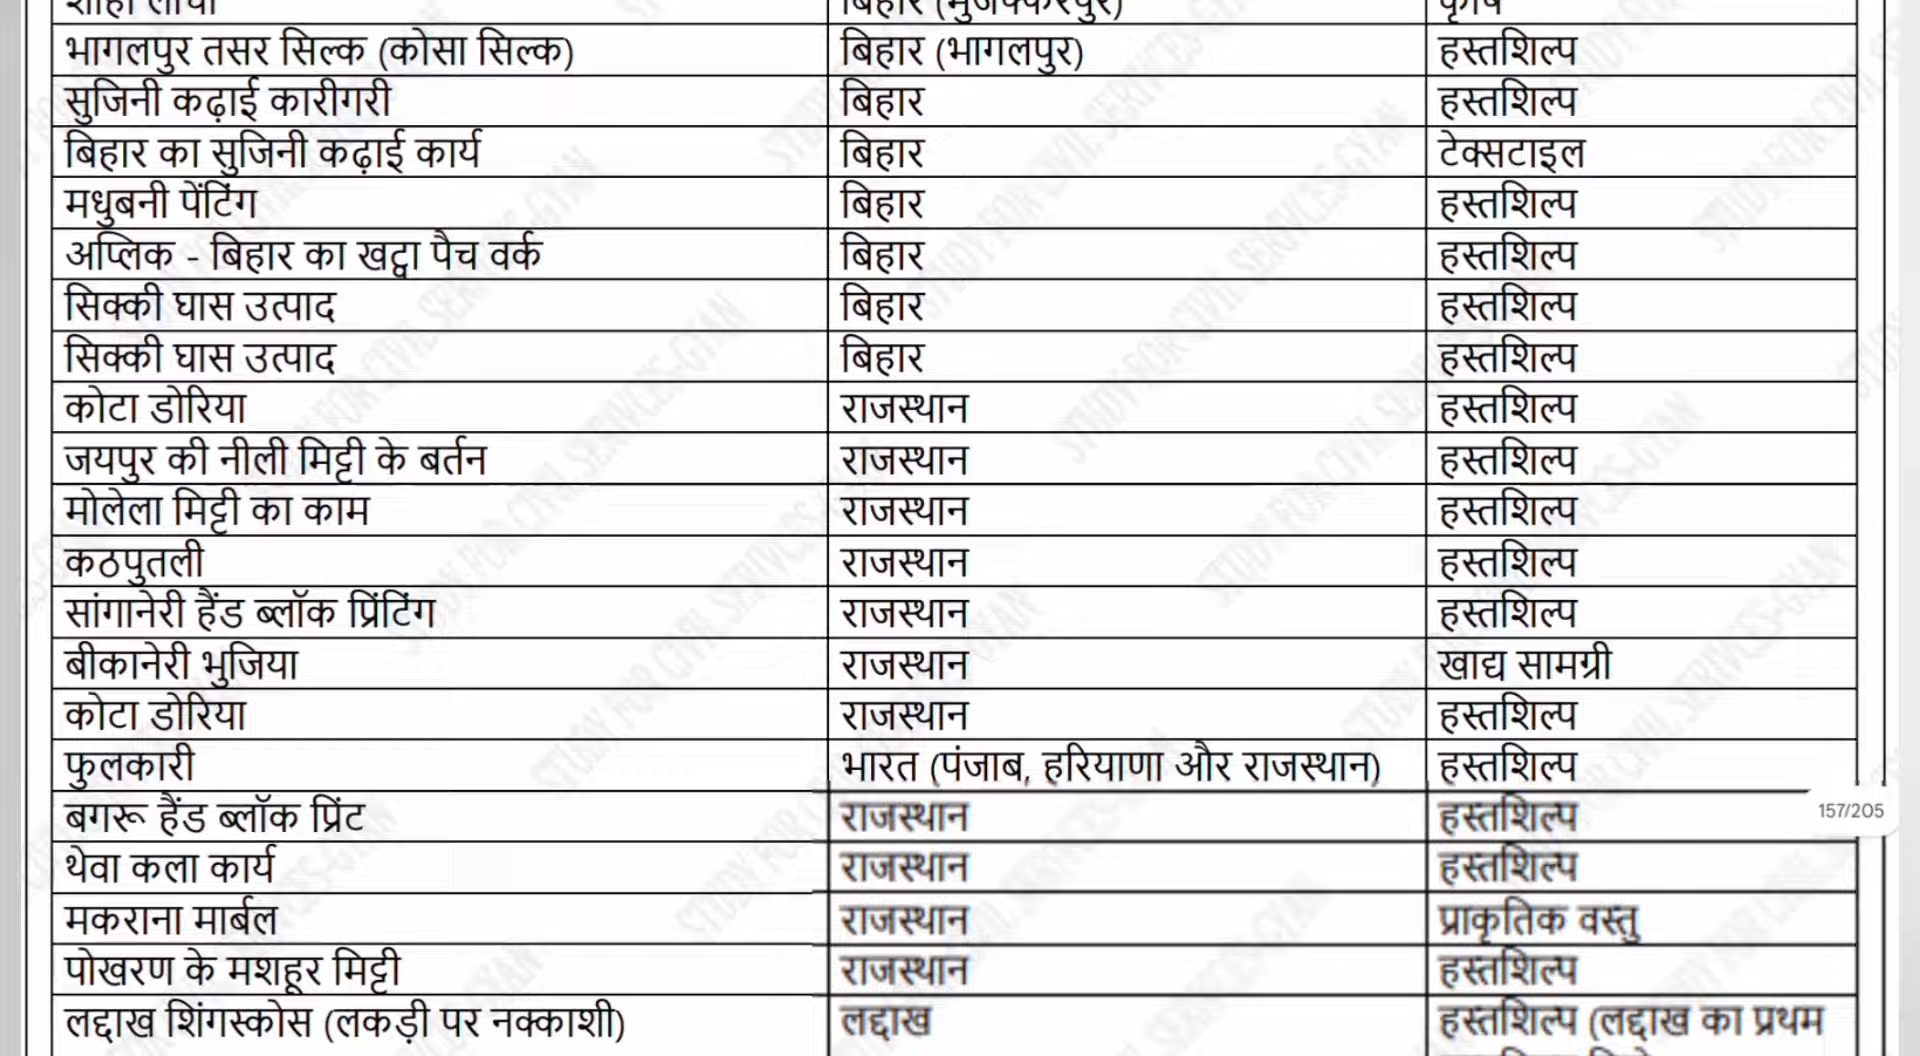 शाही लीची बिहार (मुजफ्फरपुर) कृषि
भागलपुर तसर सिल्क (कोसा सिल्क) बिहार (भागलपुर) हस्तशिल्प
सुजिनी कढ़ाई कारीगरी बिहार हस्तशिल्प
बिहार का सुजिनी कढ़ाई कार्य बिहार टेक्सटाइल
मधुबनी पेंटिंग बिहार हस्तशिल्प
अप्लिक - बिहार का खट्वा पैच वर्क बिहार हस्तशिल्प
सिक्की घास उत्पाद बिहार हस्तशिल्प
सिक्की घास उत्पाद बिहार हस्तशिल्प
कोटा डोरिया राजस्थान हस्तशिल्प
जयपुर की नीली मिट्टी के बर्तन राजस्थान हस्तशिल्प
मोलेला मिट्टी का काम राजस्थान हस्तशिल्प
कठपुतली राजस्थान हस्तशिल्प
सांगानेरी हैंड ब्लॉक प्रिंटिंग राजस्थान हस्तशिल्प
बीकानेरी भुजिया राजस्थान खाद्य सामग्री
कोटा डोरिया राजस्थान हस्तशिल्प
फुलकारी भारत (पंजाब, हरियाणा और राजस्थान) हस्तशिल्प
बगरू हैंड ब्लॉक प्रिंट राजस्थान हस्तशिल्प
157/205
थेवा कला कार्य राजस्थान हस्तशिल्प
मकराना मार्बल राजस्थान प्राकृतिक वस्तु
पोखरण के मशहूर मिट्टी राजस्थान हस्तशिल्प
लद्दाख शिंगस्कोस (लकड़ी पर नक्काशी) लद्दाख हस्तशिल्प (लद्दाख का प्रथम